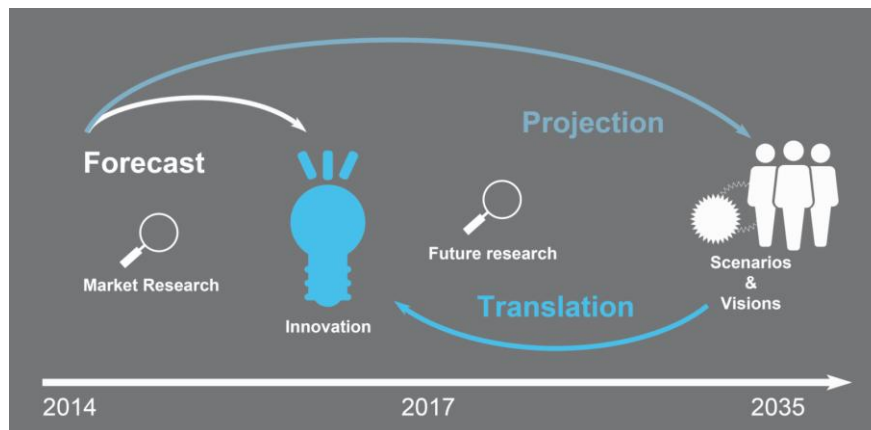 Projection
Forecast
Market Research
Innovation
Future research
Scenarios
&
Visions
Translation
2014
2017
2035